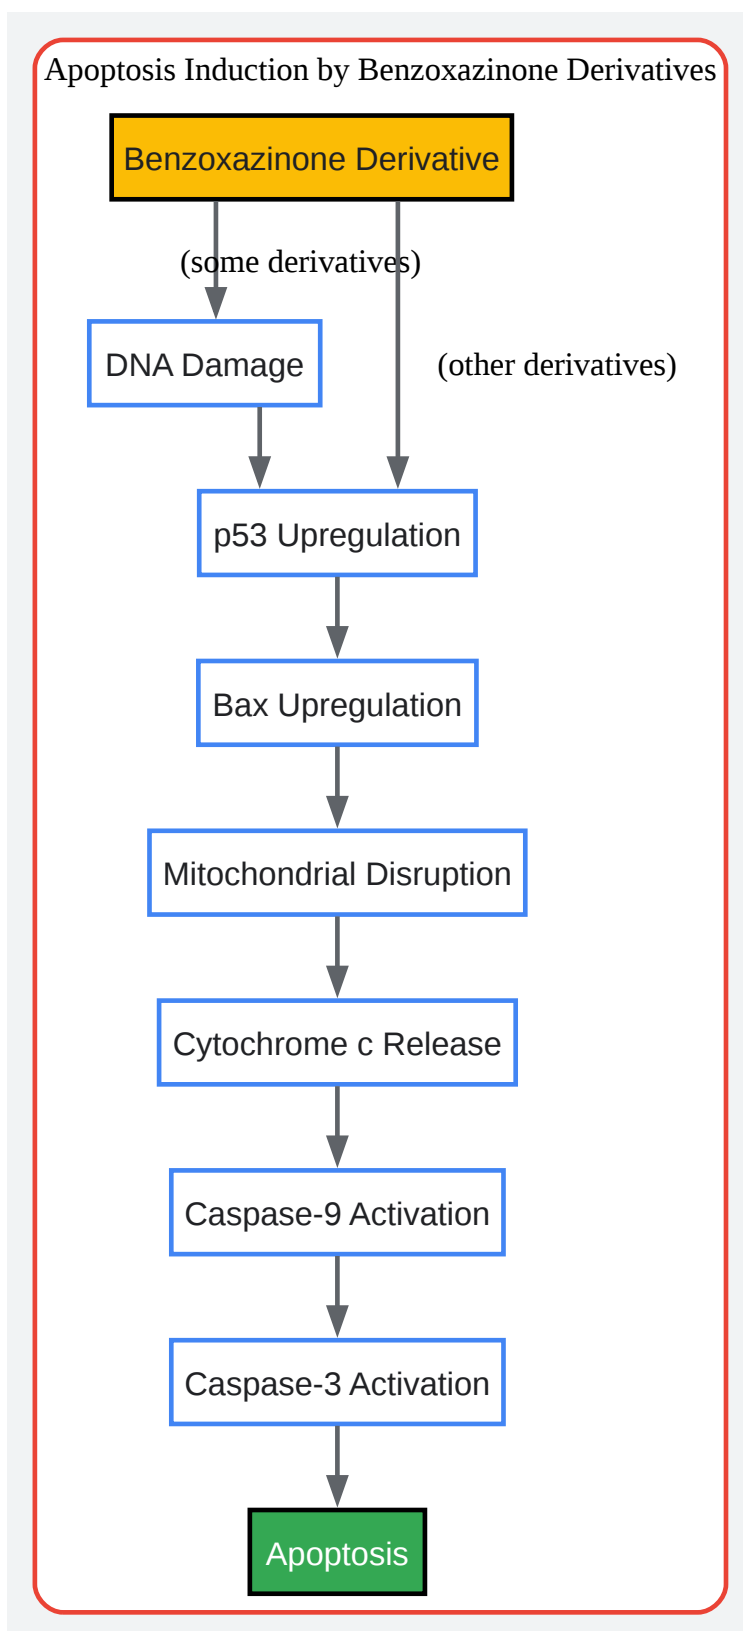 Apoptosis Induction by Benzoxazinone Derivatives
Benzoxazinone Derivative
(some derivatives)
DNA Damage
(other derivatives)
p53 Upregulation
Bax Upregulation
Mitochondrial Disruption
Cytochrome c Release
Caspase-9 Activation
Caspase-3 Activation
Apoptosis